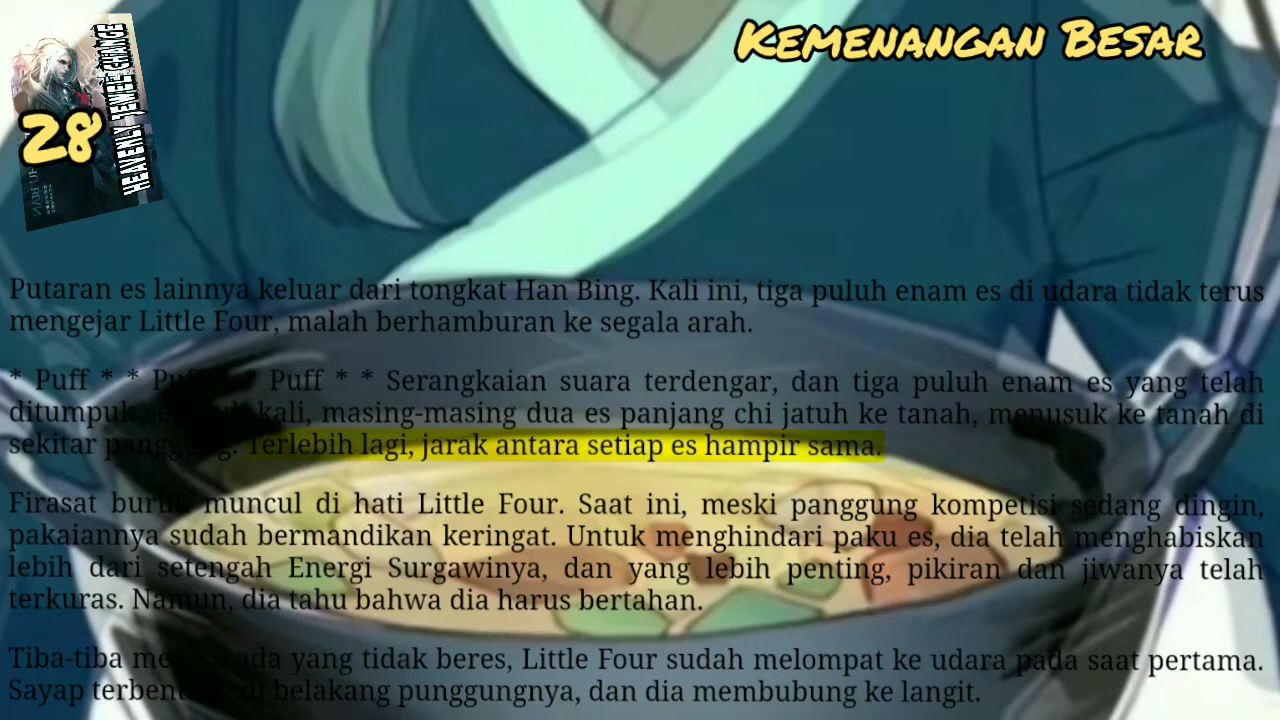 Kemenangan Besar
28
HEAVENLY JEWEL CHANGE
Putaran es lainnya keluar dari tongkat Han Bing. Kali ini, tiga puluh enam es di udara tidak terus
mengejar Little Four, malah berhamburan ke segala arah.
* Puff * * Puff * * Puff * * Serangkaian suara terdengar, dan tiga puluh enam es yang telah
ditumpuk kali, masing-masing dua es panjang chi jatuh ke tanah, menusuk ke tanah di
sekitar panggung. Terlebih lagi, jarak antara setiap es hampir sama.
Firasat buruk muncul di hati Little Four. Saat ini, meski panggung kompetisi sedang dingin,
pakaiannya sudah bermandikan keringat. Untuk menghindari paku es, dia telah menghabiskan
lebih dari setengah Energi Surgawinya, dan yang lebih penting, pikiran dan jiwanya telah
terkuras. Namun, dia tahu bahwa dia harus bertahan.
Tiba-tiba ada yang tidak beres, Little Four sudah melompat ke udara pada saat pertama.
Sayap terbentang di belakang punggungnya, dan dia membubung ke langit.